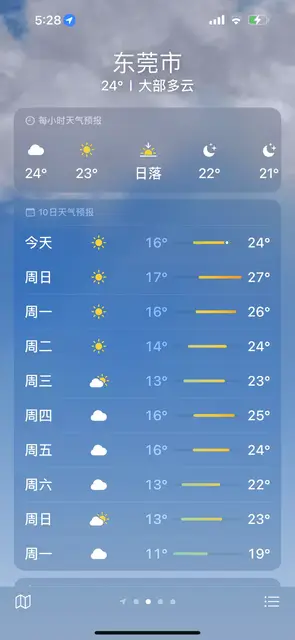 5:28
东莞市
24° | 大部多云
每小时天气预报
24° 23° 日落 22° 21°
10日天气预报
今天 16° 24°
周日 17° 27°
周一 16° 26°
周二 14° 24°
周三 13° 23°
周四 16° 25°
周五 16° 24°
周六 13° 22°
周日 13° 23°
周一 11° 19°